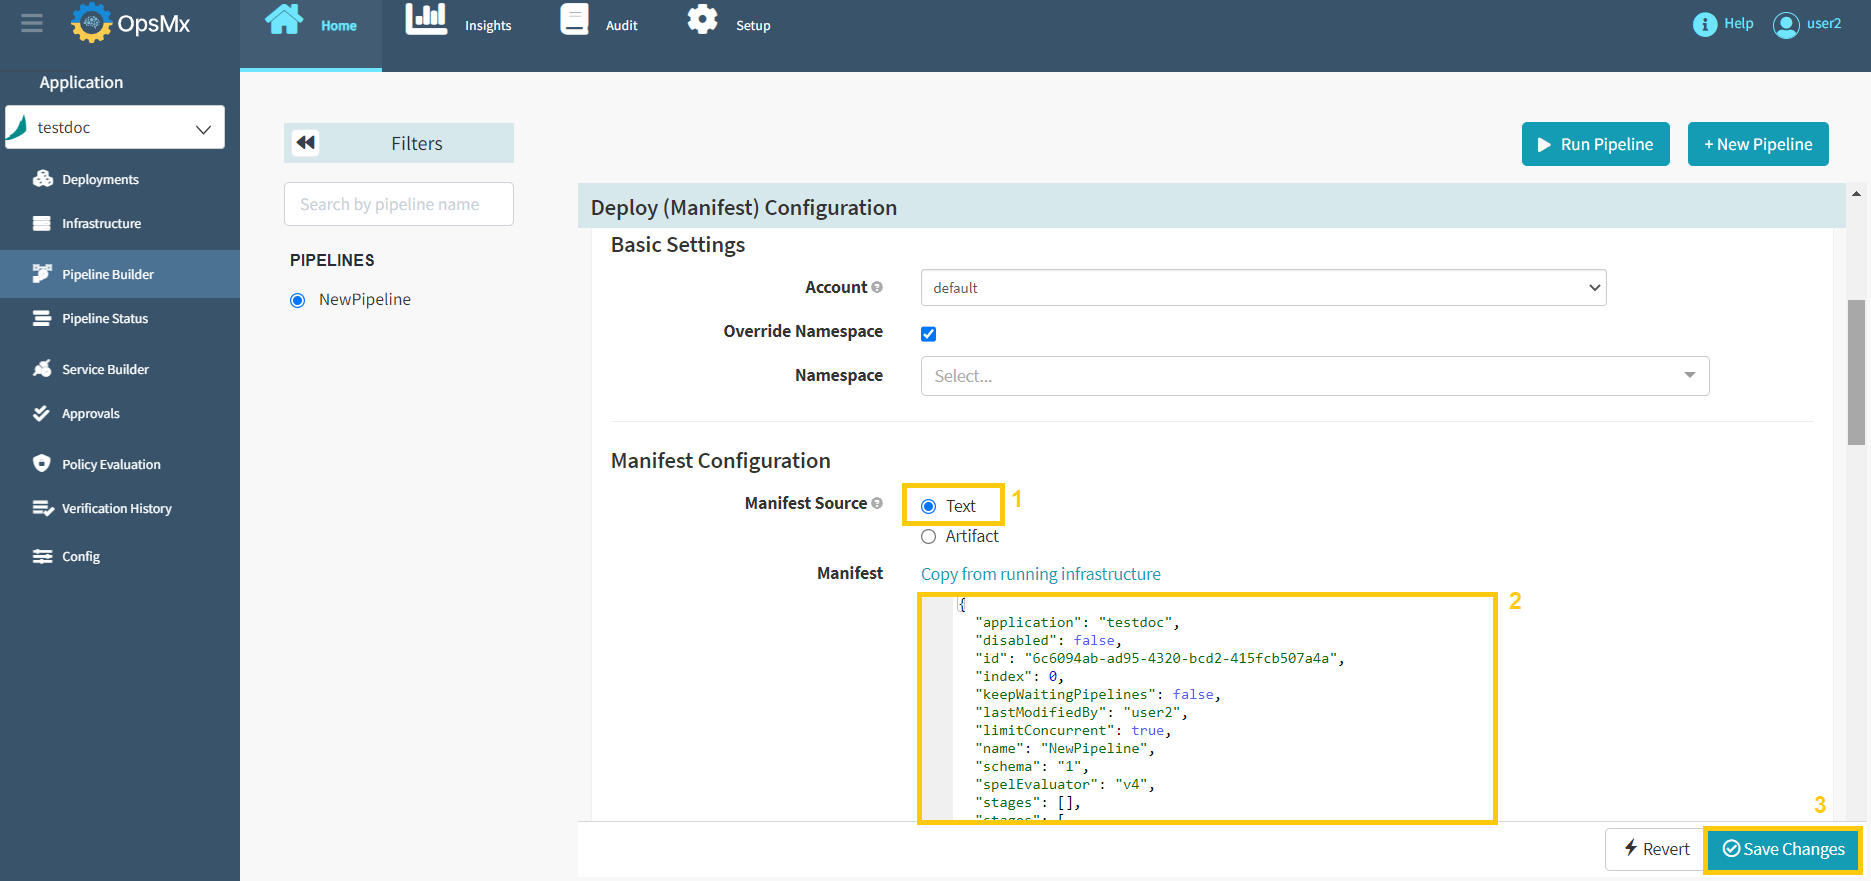 OpsMx
Home
Insights
Audit
Setup
Help
user2
Application
testdoc
Deployments
Infrastructure
Pipeline Builder
Pipeline Status
Service Builder
Approvals
Policy Evaluation
Verification History
Config
Filters
Search by pipeline name
PIPELINES
NewPipeline
Run Pipeline
+ New Pipeline
Deploy (Manifest) Configuration
Basic Settings
Account
default
Override Namespace
Namespace
Select...
Manifest Configuration
Manifest Source
Text
1
Artifact
Manifest
Copy from running infrastructure
2
{
"application": "testdoc",
"disabled": false,
"id": "6c6094ab-ad95-4320-bcd2-415fcb507a4a",
"index": 0,
"keepWaitingPipelines": false,
"lastModifiedBy": "user2",
"limitConcurrent": true,
"name": "NewPipeline",
"schema": "1",
"spelEvaluator": "v4",
"stages": [],
"stages": [
3
Revert
Save Changes